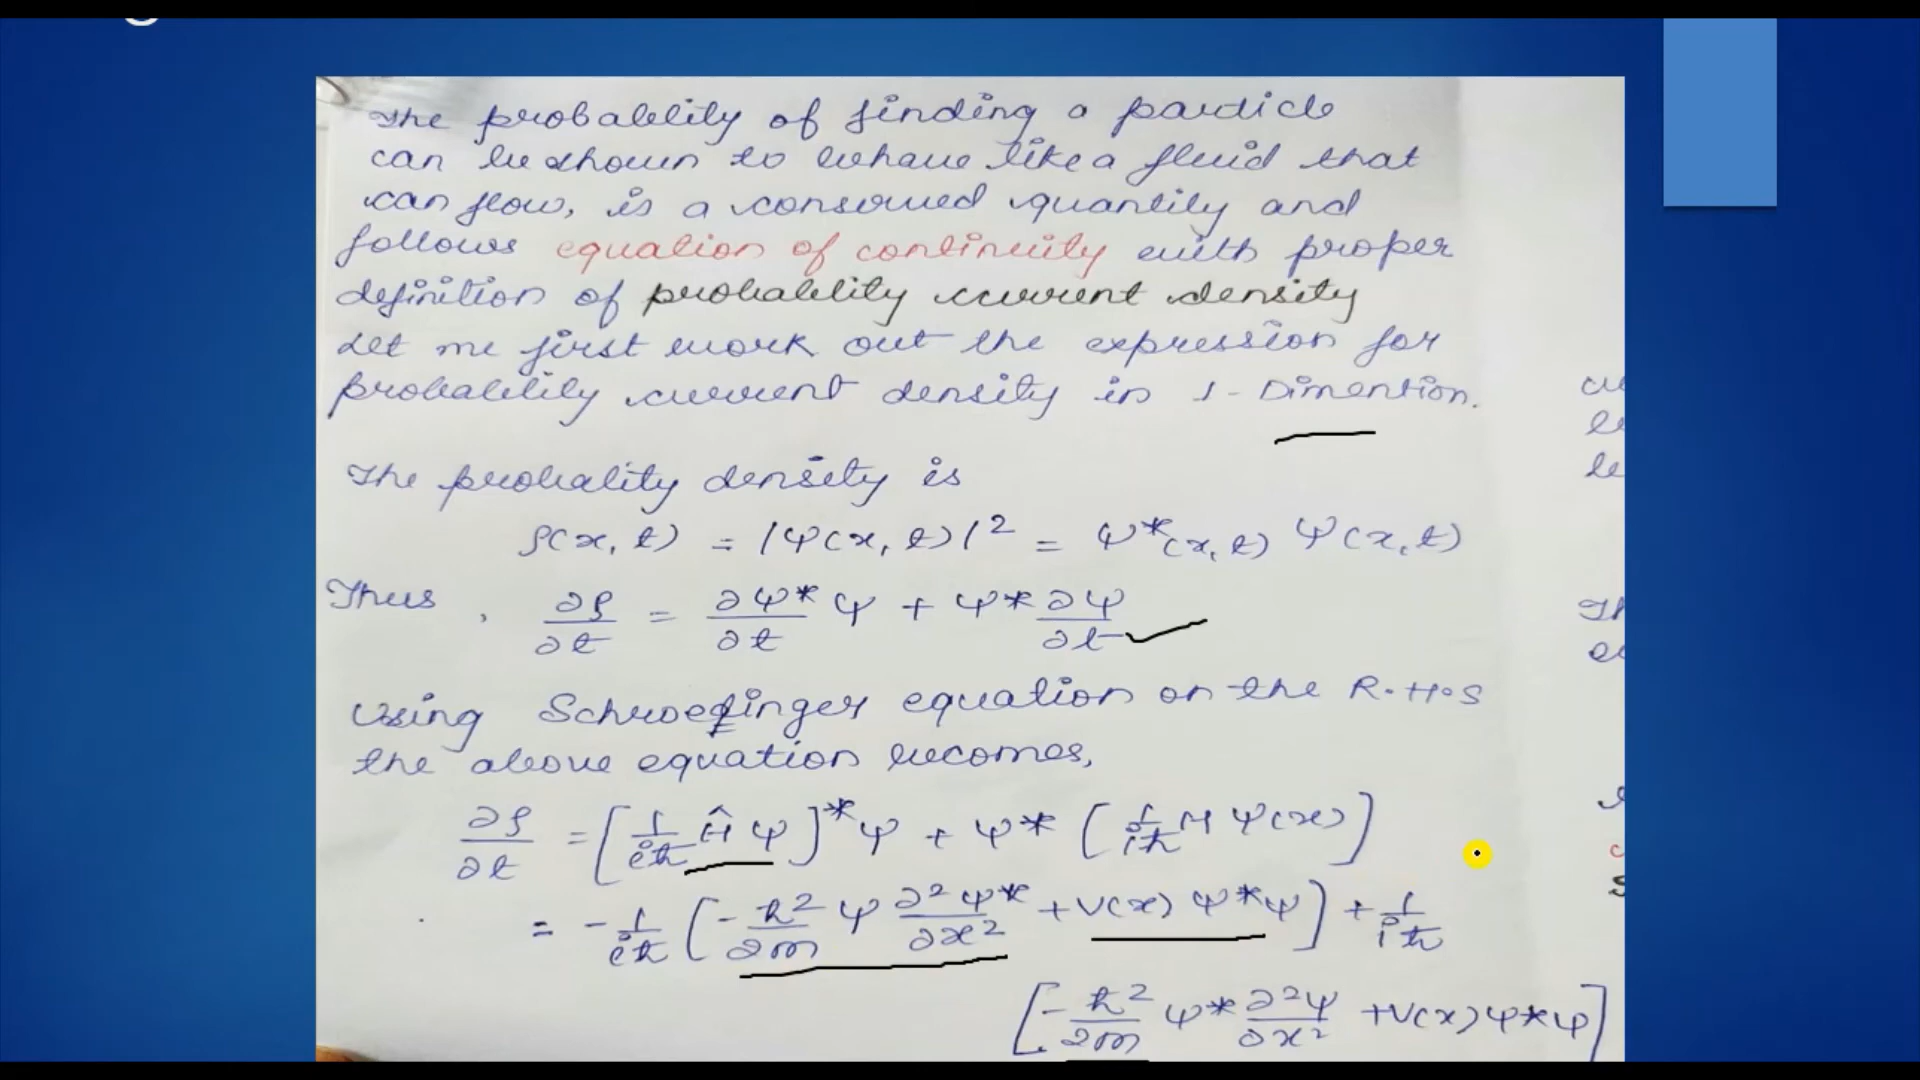 The probability of finding a particle
can be shown to behave like a fluid that
can flow, is a conserved quantity and
follows equation of continuity with proper
definition of probability current density
Let me first work out the expression for
probability current density in 1-Dimention.
The probality density is
ρ(x, t) = |ψ(x, t)|² = ψ*(x, t) ψ(x, t)
Thus, ∂ρ/∂t = ∂ψ*/∂t ψ + ψ* ∂ψ/∂t
Using Schroedinger equation on the R.H.S
the above equation becomes,
∂ρ/∂t = [1/iħ Ĥ ψ]* ψ + ψ* [1/iħ H ψ(x)]
= -1/iħ [-ħ²/2m ψ ∂²ψ*/∂x² + V(x) ψ*ψ] + 1/iħ
[-ħ²/2m ψ* ∂²ψ/∂x² + V(x) ψ*ψ]